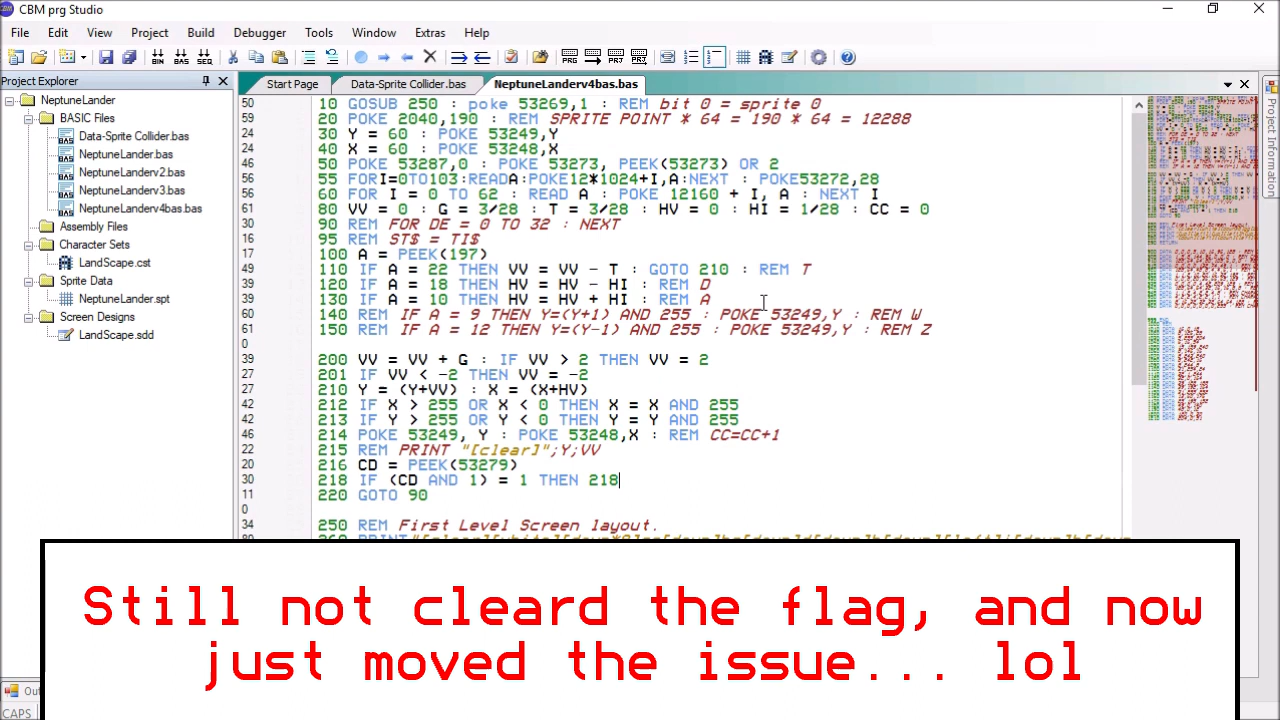 CBM prg Studio
File Edit View Project Build Debugger Tools Window Extras Help
Project Explorer
Start Page Data-Sprite Collider.bas NeptuneLanderv4bas.bas
NeptuneLander
BASIC Files
Data-Sprite Collider.bas
NeptuneLander.bas
NeptuneLanderv2.bas
NeptuneLanderv3.bas
NeptuneLanderv4bas.bas
Assembly Files
Character Sets
LandScape.cst
Sprite Data
NeptuneLander.spt
Screen Designs
LandScape.sdd
50 10 GOSUB 250 : poke 53269,1 : REM bit 0 = sprite 0
59 20 POKE 2040,190 : REM SPRITE POINT * 64 = 190 * 64 = 12288
24 30 Y = 60 : POKE 53249,Y
24 40 X = 60 : POKE 53248,X
46 50 POKE 53287,0 : POKE 53273, PEEK(53273) OR 2
55 55 FORI=0TO103:READA:POKE12*1024+I,A:NEXT : POKE53272,28
56 60 FOR I = 0 TO 62 : READ A : POKE 12160 + I, A : NEXT I
61 80 VV = 0 : G = 3/28 : T = 3/28 : HV = 0 : HI = 1/28 : CC = 0
30 90 REM FOR DE = 0 TO 32 : NEXT
16 95 REM ST$ = TI$
17 100 A = PEEK(197)
49 110 IF A = 22 THEN VV = VV - T : GOTO 210 : REM T
39 120 IF A = 18 THEN HV = HV - HI : REM D
39 130 IF A = 10 THEN HV = HV + HI : REM A
60 140 REM IF A = 9 THEN Y=(Y+1) AND 255 : POKE 53249,Y : REM W
61 150 REM IF A = 12 THEN Y=(Y-1) AND 255 : POKE 53249,Y : REM Z
0
39 200 VV = VV + G : IF VV > 2 THEN VV = 2
27 201 IF VV < -2 THEN VV = -2
27 210 Y = (Y+VV) : X = (X+HV)
42 212 IF X > 255 OR X < 0 THEN X = X AND 255
42 213 IF Y > 255 OR Y < 0 THEN Y = Y AND 255
46 214 POKE 53249, Y : POKE 53248,X : REM CC=CC+1
22 215 REM PRINT "[clear]";Y;VV
20 216 CD = PEEK(53279)
30 218 IF (CD AND 1) = 1 THEN 218
11 220 GOTO 90
0
34 250 REM First Level Screen layout.
Project Information
Still not cleard the flag, and now
just moved the issue... lol
Out
CAPS